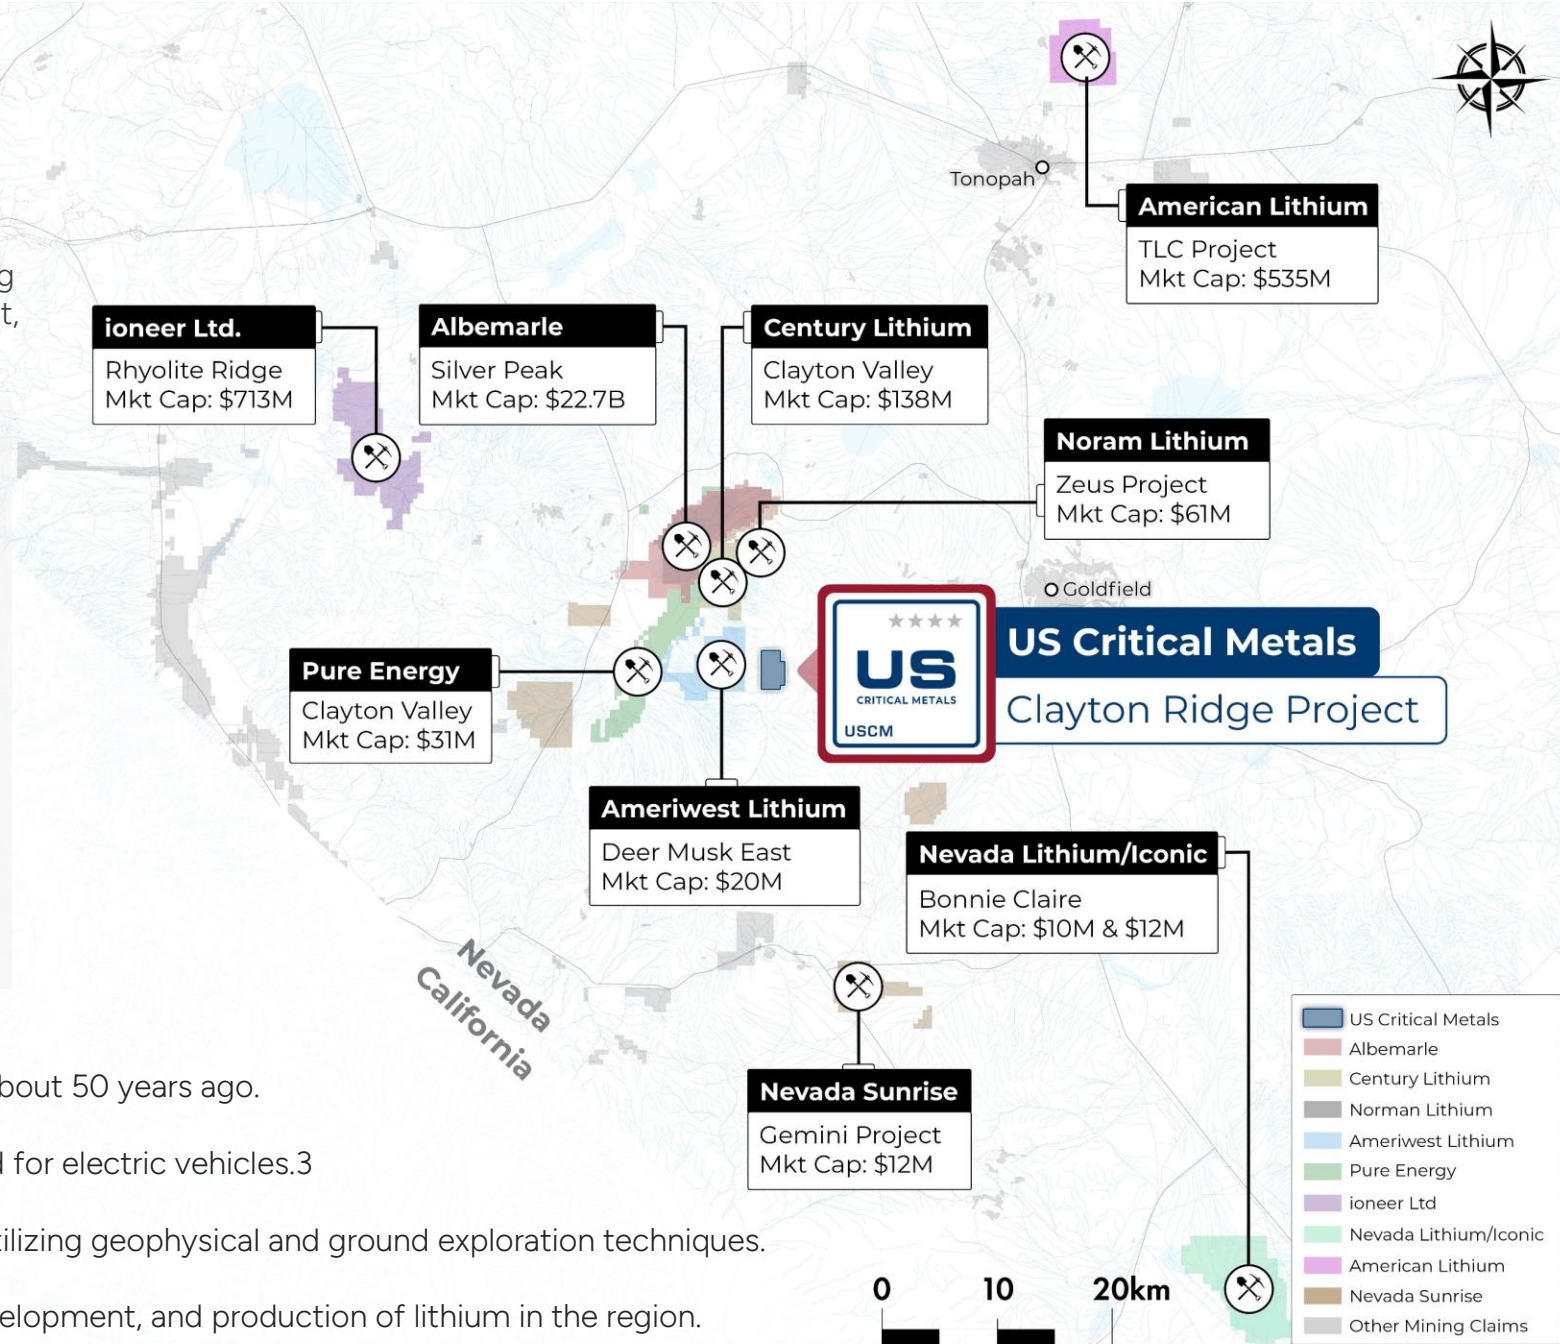 Tonopah
American Lithium
TLC Project
Mkt Cap: $535M
g
t,
ioneer Ltd.
Rhyolite Ridge
Mkt Cap: $713M
Albemarle
Silver Peak
Mkt Cap: $22.7B
Century Lithium
Clayton Valley
Mkt Cap: $138M
Noram Lithium
Zeus Project
Mkt Cap: $61M
Goldfield
US
CRITICAL METALS
USCM
US Critical Metals
Clayton Ridge Project
Pure Energy
Clayton Valley
Mkt Cap: $31M
Ameriwest Lithium
Deer Musk East
Mkt Cap: $20M
Nevada Lithium/Iconic
Bonnie Claire
Mkt Cap: $10M & $12M
Nevada
California
Nevada Sunrise
Gemini Project
Mkt Cap: $12M
bout 50 years ago.
d for electric vehicles.3
tilizing geophysical and ground exploration techniques.
elopment, and production of lithium in the region.
0 10 20km
US Critical Metals
Albemarle
Century Lithium
Norman Lithium
Ameriwest Lithium
Pure Energy
ioneer Ltd
Nevada Lithium/Iconic
American Lithium
Nevada Sunrise
Other Mining Claims